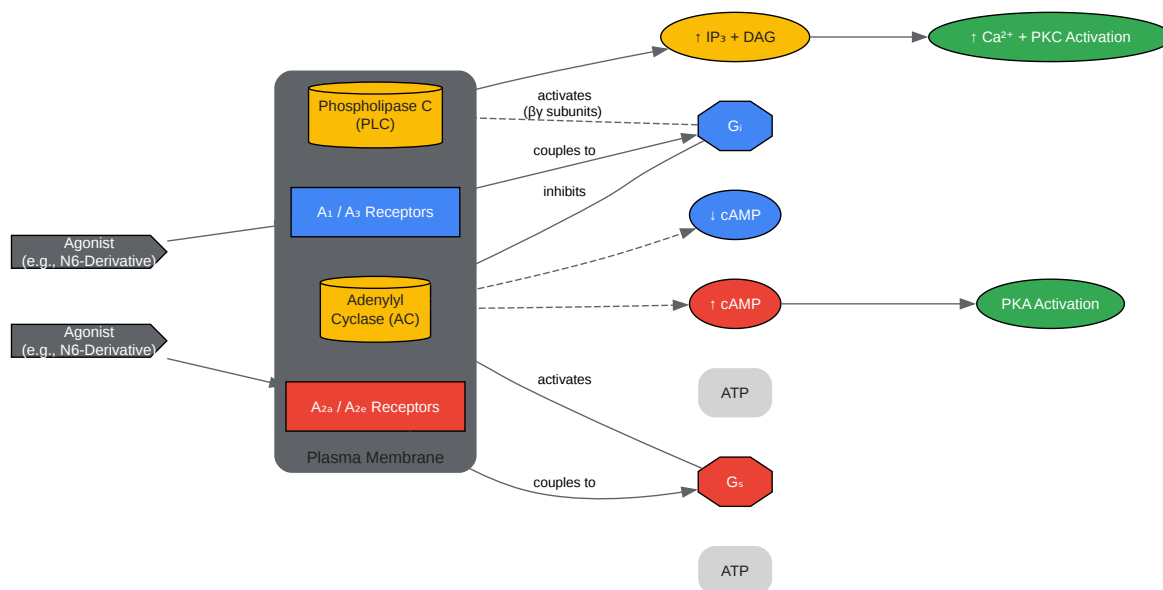 ↑ IP₃ + DAG
↑ Ca²⁺ + PKC Activation
Phospholipase C
(PLC)
activates
(βγ subunits)
Gᵢ
couples to
inhibits
A₁ / A₃ Receptors
↓ cAMP
Agonist
(e.g., N6-Derivative)
Adenylyl
Cyclase (AC)
↑ cAMP
PKA Activation
Agonist
(e.g., N6-Derivative)
activates
ATP
A₂ₐ / A₂ₑ Receptors
Plasma Membrane
couples to
Gₛ
ATP